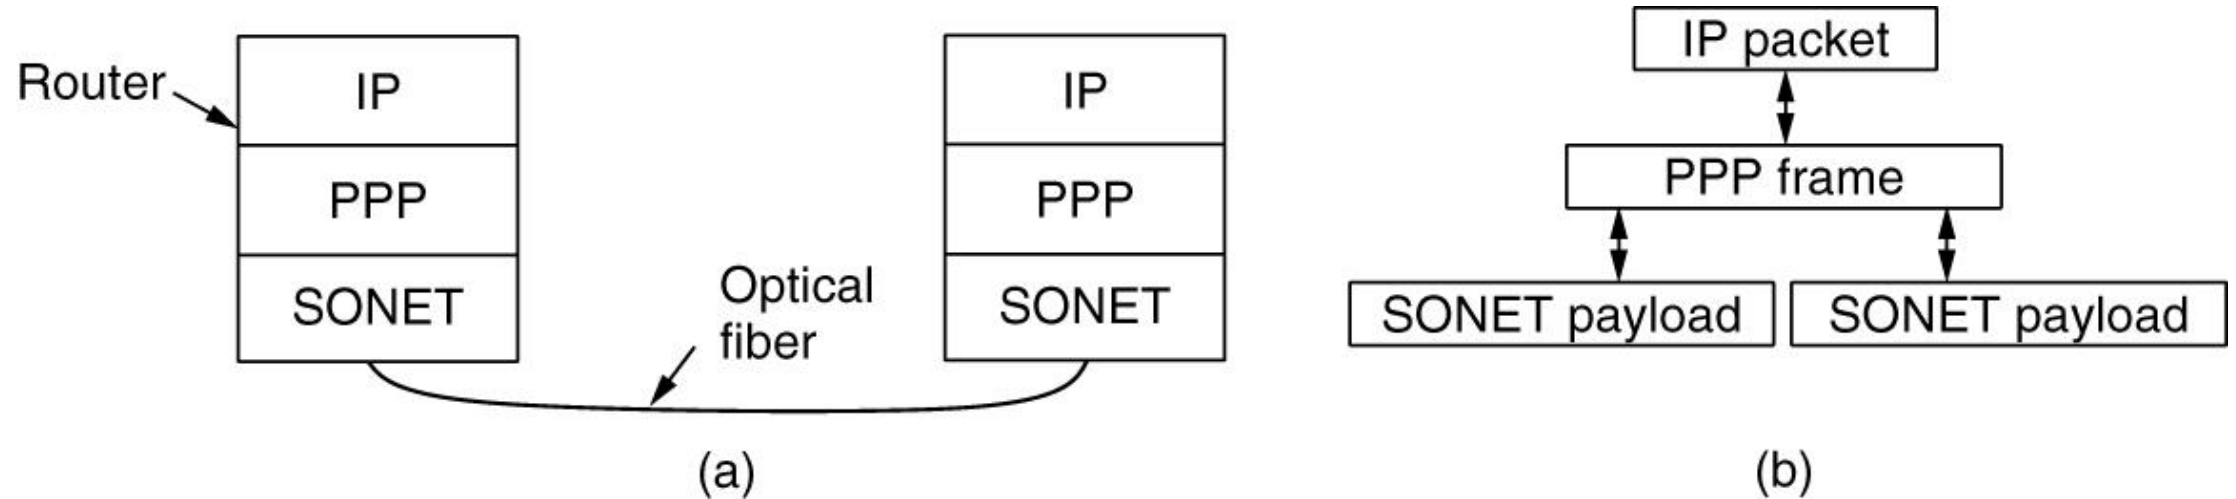 Router
IP
PPP
SONET
Optical
fiber
IP
PPP
SONET
(a)
IP packet
PPP frame
SONET payload
SONET payload
(b)